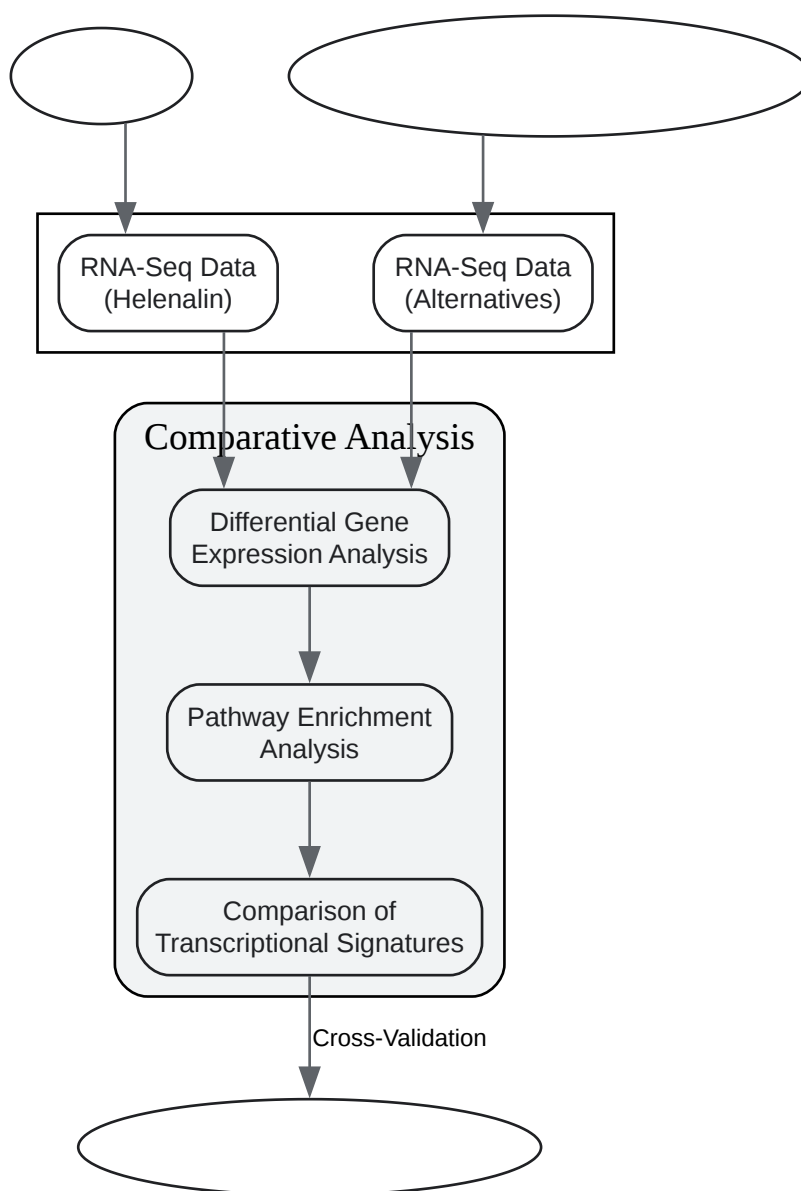 RNA-Seq Data
(Helenalin)
RNA-Seq Data
(Alternatives)
Comparative Analysis
Differential Gene
Expression Analysis
Pathway Enrichment
Analysis
Comparison of
Transcriptional Signatures
Cross-Validation